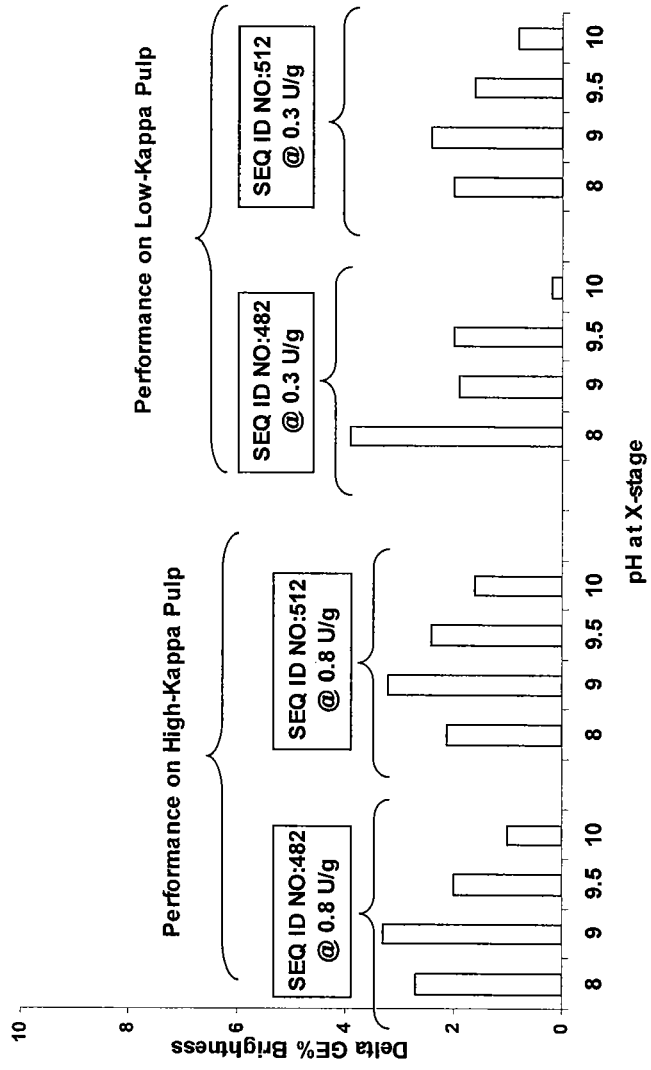 Performance on High-Kappa Pulp
Performance on Low-Kappa Pulp
SEQ ID NO:482
@ 0.8 U/g
SEQ ID NO:512
@ 0.8 U/g
SEQ ID NO:482
@ 0.3 U/g
SEQ ID NO:512
@ 0.3 U/g
Delta GE% Brightness
10
8
6
4
2
0
8 9 9.5 10 8 9 9.5 10 8 9 9.5 10 8 9 9.5 10
pH at X-stage